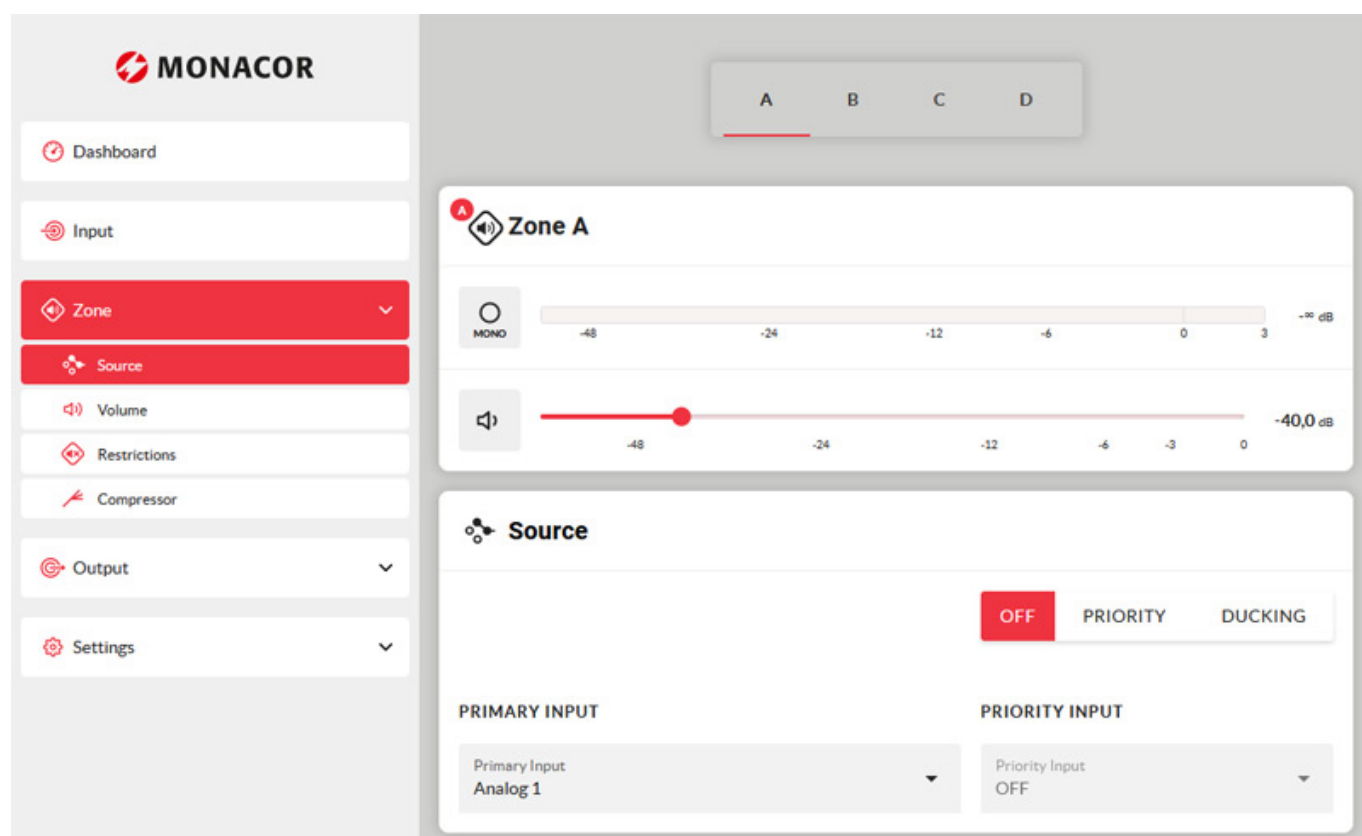 MONACOR
Dashboard
Input
Zone
Source
Volume
Restrictions
Compressor
Output
Settings
A B C D
A Zone A
MONO -48 -24 -12 -6 0 3 -∞ dB
-48 -24 -12 -6 -3 0 -40,0 dB
Source
OFF PRIORITY DUCKING
PRIMARY INPUT PRIORITY INPUT
Primary Input Priority Input
Analog 1 OFF